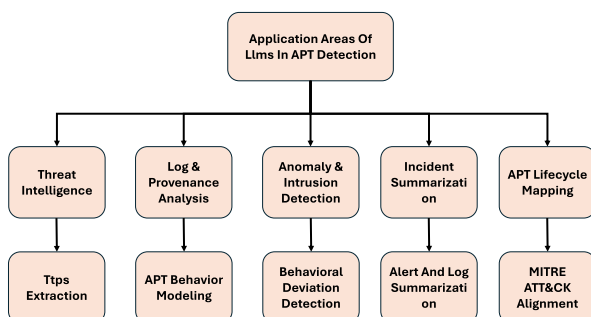 Application Areas Of
Llms In APT Detection
Threat
Intelligence
Log &
Provenance
Analysis
Anomaly &
Intrusion
Detection
Incident
Summarizati
on
APT Lifecycle
Mapping
Ttps
Extraction
APT Behavior
Modeling
Behavioral
Deviation
Detection
Alert And Log
Summarizati
on
MITRE
ATT&CK
Alignment